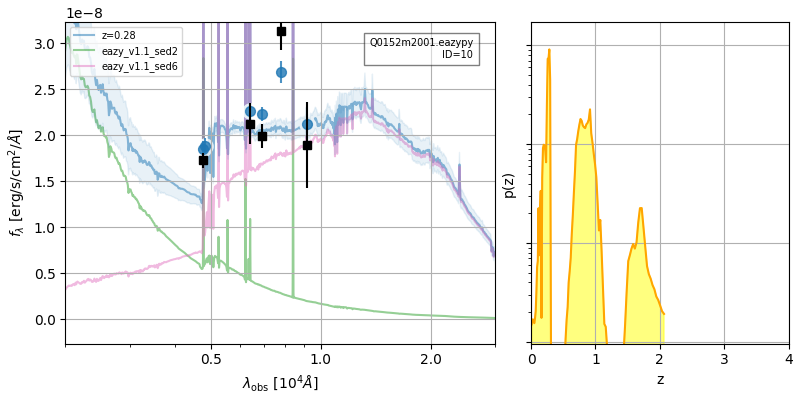 1e−8
z=0.28
eazy_v1.1_sed2
eazy_v1.1_sed6
Q0152m2001.eazypy
ID=10
3.0
2.5
2.0
1.5
1.0
0.5
0.0
f_λ [erg/s/cm²/Å]
0.5
1.0
2.0
λ_obs [10⁴Å]
p(z)
0
1
2
3
4
z